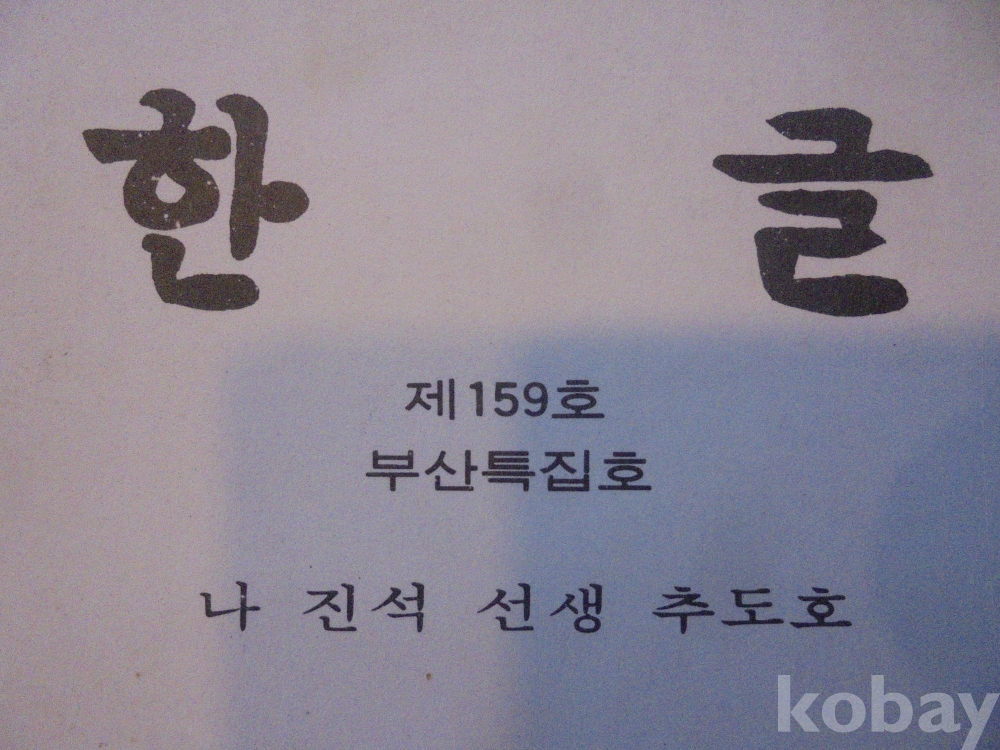 한 글
제159호
부산특집호
나 진석 선생 추도호
kobay